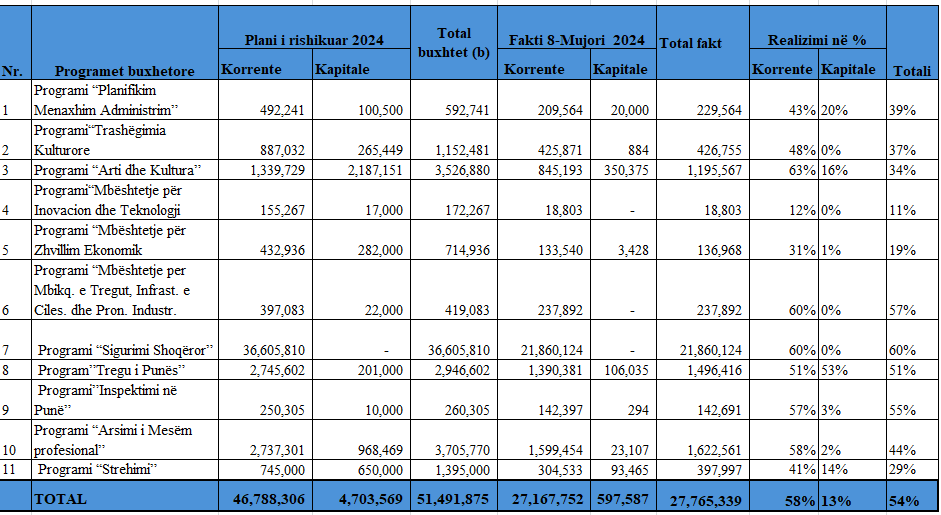 Nr. Programet buxhetore Plani i rishikuar 2024 Total buxhtet (b) Fakti 8-Mujori 2024 Total fakt Realizimi në % Totali
Korrente Kapitale Korrente Kapitale Korrente Kapitale
1 Programi “Planifikim
Menaxhim Administrim” 492,241 100,500 592,741 209,564 20,000 229,564 43% 20% 39%
2 Programi“Trashëgimia
Kulturore 887,032 265,449 1,152,481 425,871 884 426,755 48% 0% 37%
3 Programi “Arti dhe Kultura” 1,339,729 2,187,151 3,526,880 845,193 350,375 1,195,567 63% 16% 34%
4 Programi“Mbështetje për
Inovacion dhe Teknologji 155,267 17,000 172,267 18,803 - 18,803 12% 0% 11%
5 Programi “Mbështetje për
Zhvillim Ekonomik 432,936 282,000 714,936 133,540 3,428 136,968 31% 1% 19%
6 Programi “Mbështetje per
Mbikq. e Tregut, Infrast. e
Ciles. dhe Pron. Industr. 397,083 22,000 419,083 237,892 - 237,892 60% 0% 57%
7 Programi “Sigurimi Shoqëror” 36,605,810 - 36,605,810 21,860,124 - 21,860,124 60% 0% 60%
8 Program”Tregu i Punës” 2,745,602 201,000 2,946,602 1,390,381 106,035 1,496,416 51% 53% 51%
9 Programi”Inspektimi në
Punë” 250,305 10,000 260,305 142,397 294 142,691 57% 3% 55%
10 Programi “Arsimi i Mesëm
profesional” 2,737,301 968,469 3,705,770 1,599,454 23,107 1,622,561 58% 2% 44%
11 Programi “Strehimi” 745,000 650,000 1,395,000 304,533 93,465 397,997 41% 14% 29%
TOTAL 46,788,306 4,703,569 51,491,875 27,167,752 597,587 27,765,339 58% 13% 54%